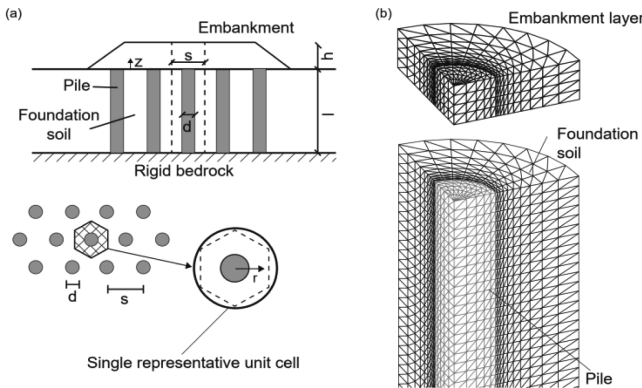 (a)
Embankment
z
s
h
Pile
Foundation
soil
d
l
Rigid bedrock
r
d
s
Single representative unit cell
(b)
Embankment layer
Foundation
soil
Pile